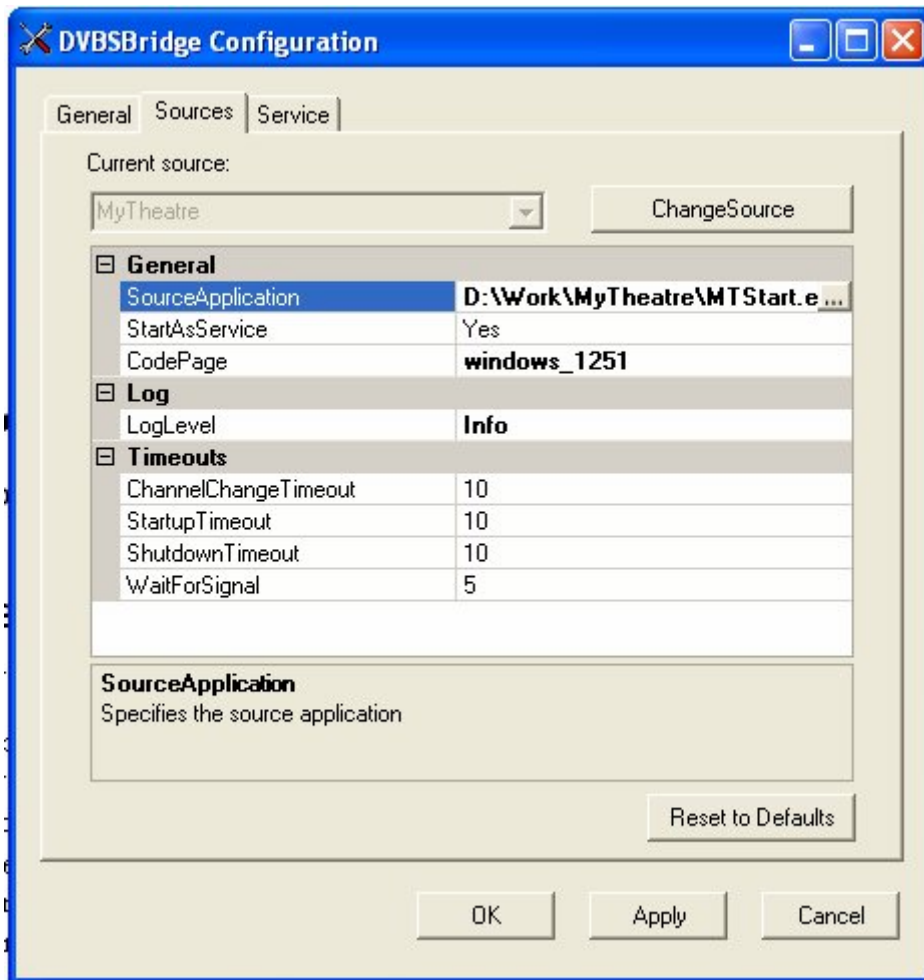 DVBSBridge Configuration
General Sources Service
Current source:
MyTheatre ChangeSource
General
SourceApplication D:\Work\MyTheatre\MTStart.e ...
StartAsService Yes
CodePage windows_1251
Log
LogLevel Info
Timeouts
ChannelChangeTimeout 10
StartupTimeout 10
ShutdownTimeout 10
WaitForSignal 5
SourceApplication
Specifies the source application
Reset to Defaults
OK Apply Cancel